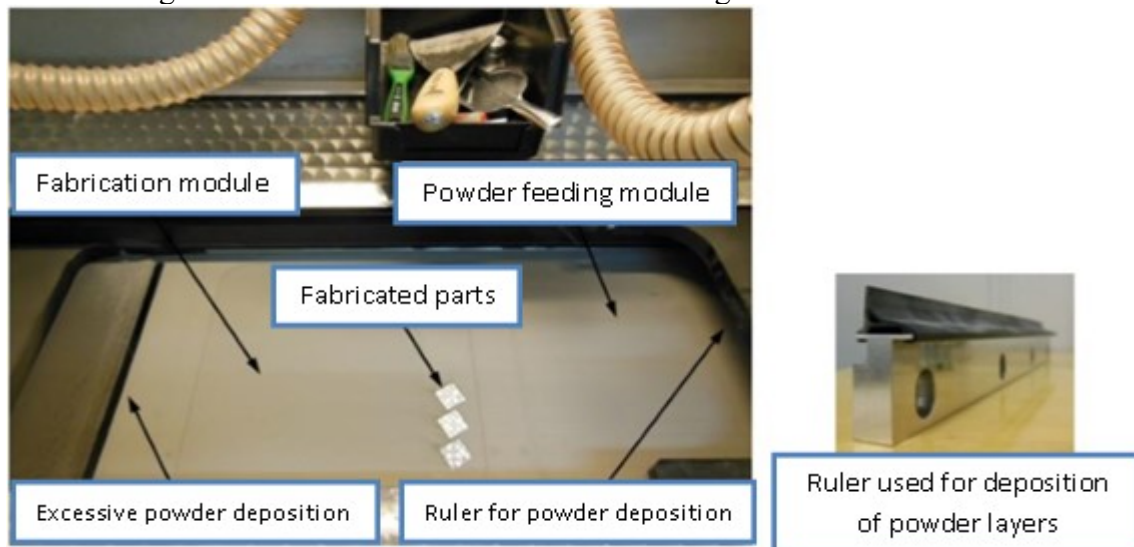 Fabrication module
Powder feeding module
Fabricated parts
Excessive powder deposition
Ruler for powder deposition
Ruler used for deposition
of powder layers